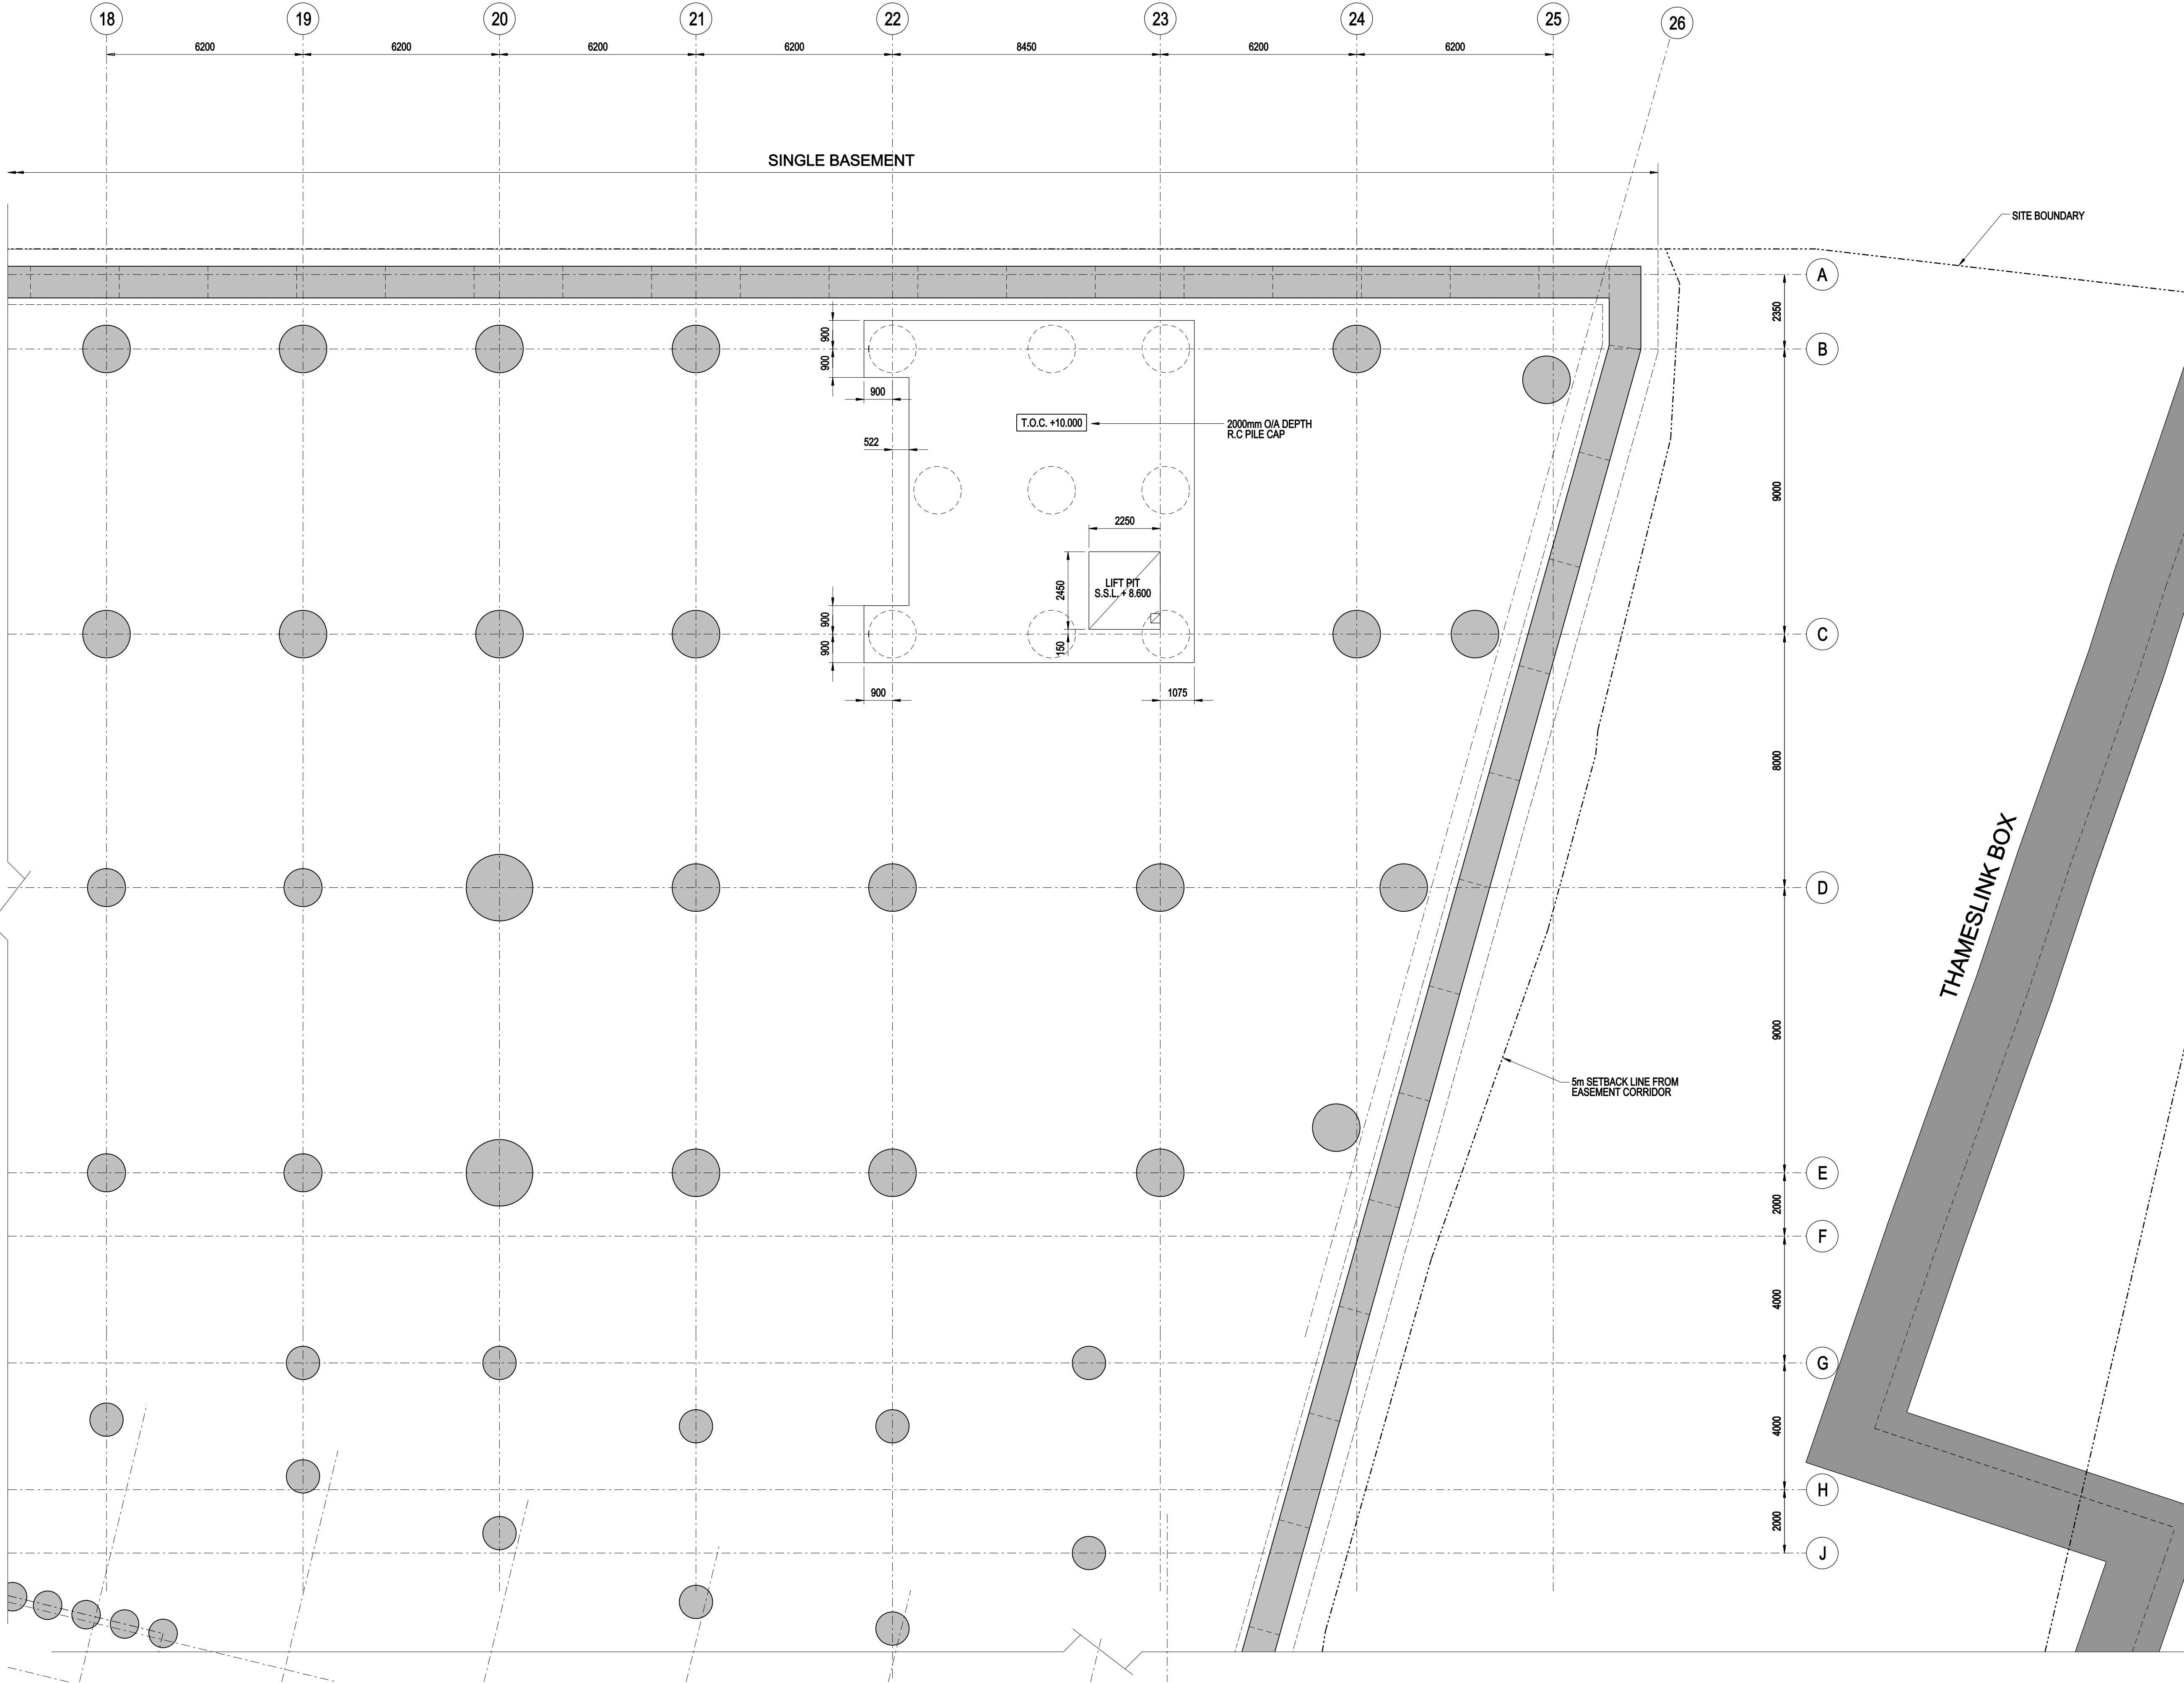 18
19
20
21
22
23
24
25
26
6200
6200
6200
6200
8450
6200
6200
SINGLE BASEMENT
SITE BOUNDARY
A
2350
B
900
900
900
T.O.C. +10.000
2000mm O/A DEPTH
R.C PILE CAP
522
9000
2250
2450
LIFT PIT
S.S.L. + 8.600
900
900
150
C
900
1075
8000
THAMESLINK BOX
D
9000
5m SETBACK LINE FROM
EASEMENT CORRIDOR
E
2000
F
4000
G
4000
H
2000
J